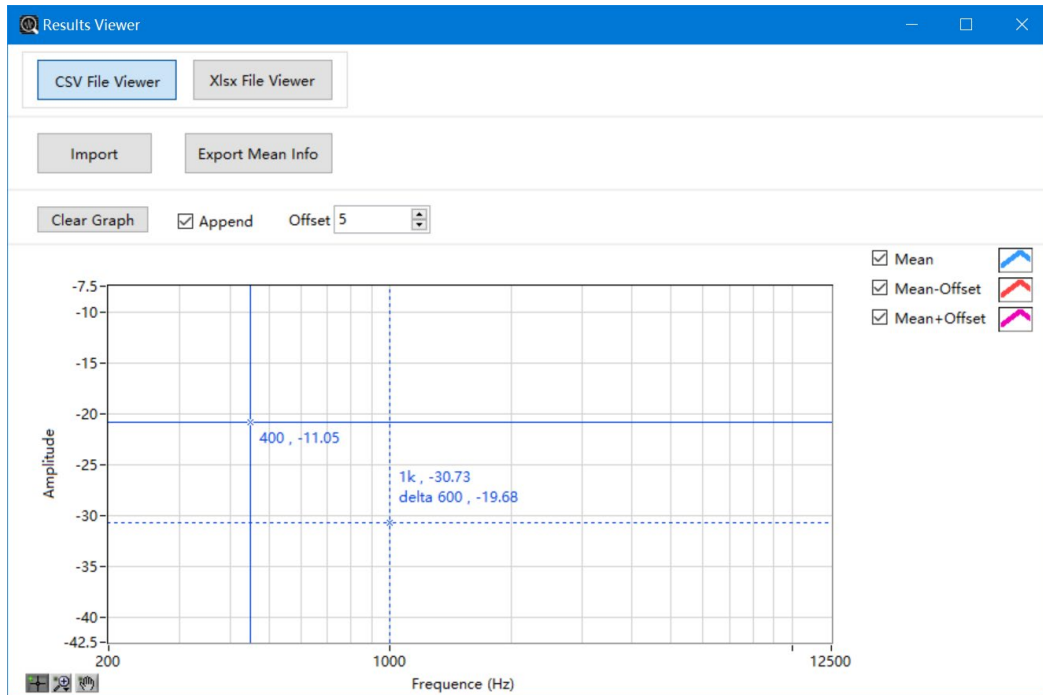 Results Viewer
CSV File Viewer
Xlsx File Viewer
Import
Export Mean Info
Clear Graph
Append
Offset
5
Mean
Mean-Offset
Mean+Offset
-7.5
-10
-15
-20
-25
-30
-35
-40
-42.5
Amplitude
400 , -11.05
1k , -30.73
delta 600 , -19.68
200
1000
12500
Frequence (Hz)